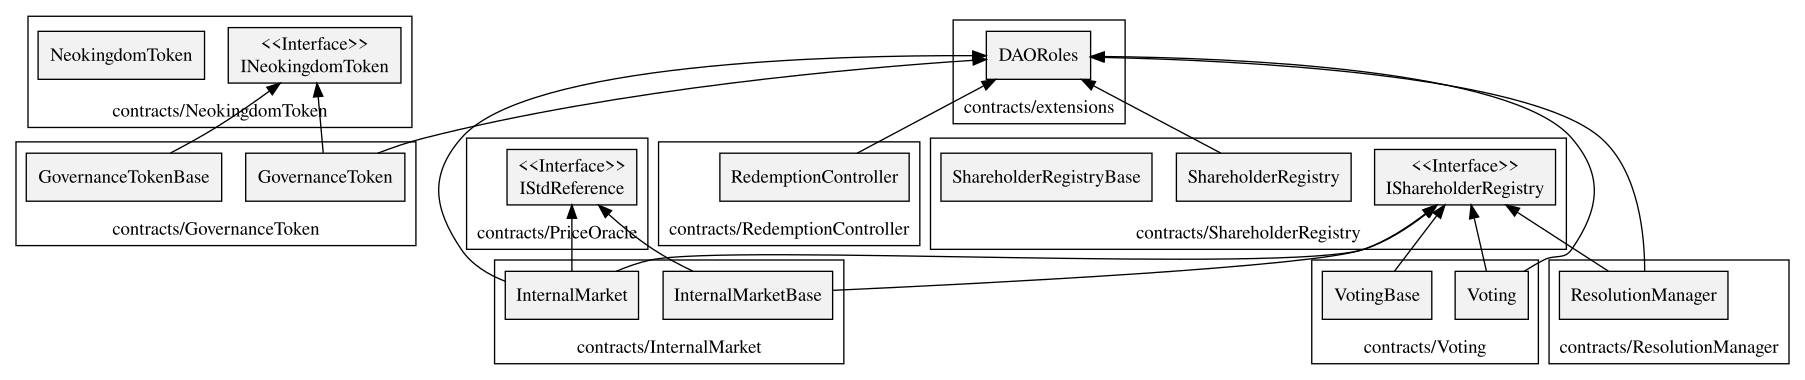 NeokingdomToken
<<Interface>>
INeokingdomToken
contracts/NeokingdomToken
DAORoles
contracts/extensions
GovernanceTokenBase
GovernanceToken
contracts/GovernanceToken
<<Interface>>
IStdReference
contracts/PriceOracle
RedemptionController
contracts/RedemptionController
ShareholderRegistryBase
ShareholderRegistry
<<Interface>>
IShareholderRegistry
contracts/ShareholderRegistry
InternalMarket
InternalMarketBase
contracts/InternalMarket
VotingBase
Voting
contracts/Voting
ResolutionManager
contracts/ResolutionManager